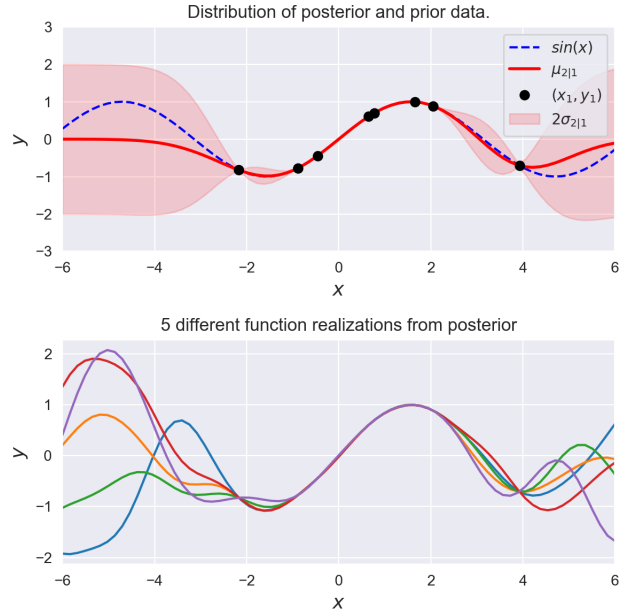 Distribution of posterior and prior data.
3
2
1
0
−1
−2
−3
y
sin(x)
μ2|1
(x1, y1)
2σ2|1
−6 −4 −2 0 2 4 6
x
5 different function realizations from posterior
2
1
0
−1
−2
y
−6 −4 −2 0 2 4 6
x